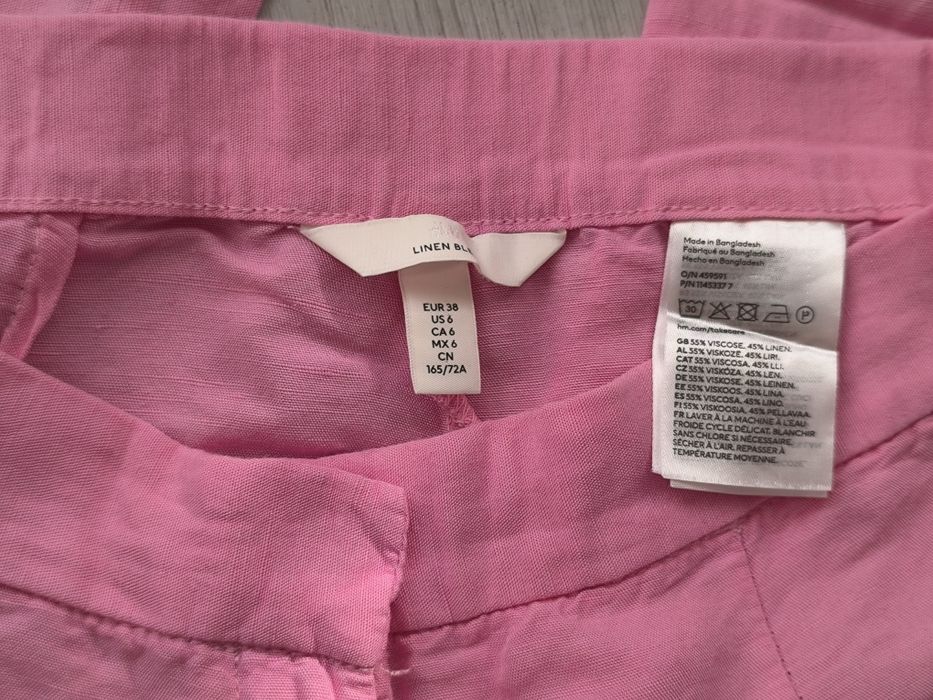 LINEN BL
EUR 38
US 6
CA 6
MX 6
CN
165/72A
Made in Bangladesh
Fabriqué au Bangladesh
Hecho en Bangladesh
O/N 459591
P/N 1145337 7
30
P
hm.com/takecare
GB 55% VISCOSE, 45% LINEN.
AL 55% VISKOZË, 45% LIRI.
CAT 55% VISCOSA, 45% LLI.
CZ 55% VISKÓZA, 45% LEN.
DE 55% VISKOSE, 45% LEINEN.
EE 55% VISKOOS, 45% LINA.
ES 55% VISCOSA, 45% LINO.
FI 55% VISKOOSIA, 45% PELLAVAA.
FR LAVER À LA MACHINE À L'EAU
FROIDE CYCLE DÉLICAT. BLANCHIR
SANS CHLORE SI NÉCESSAIRE.
SÉCHER À L'AIR. REPASSER À
TEMPÉRATURE MOYENNE.